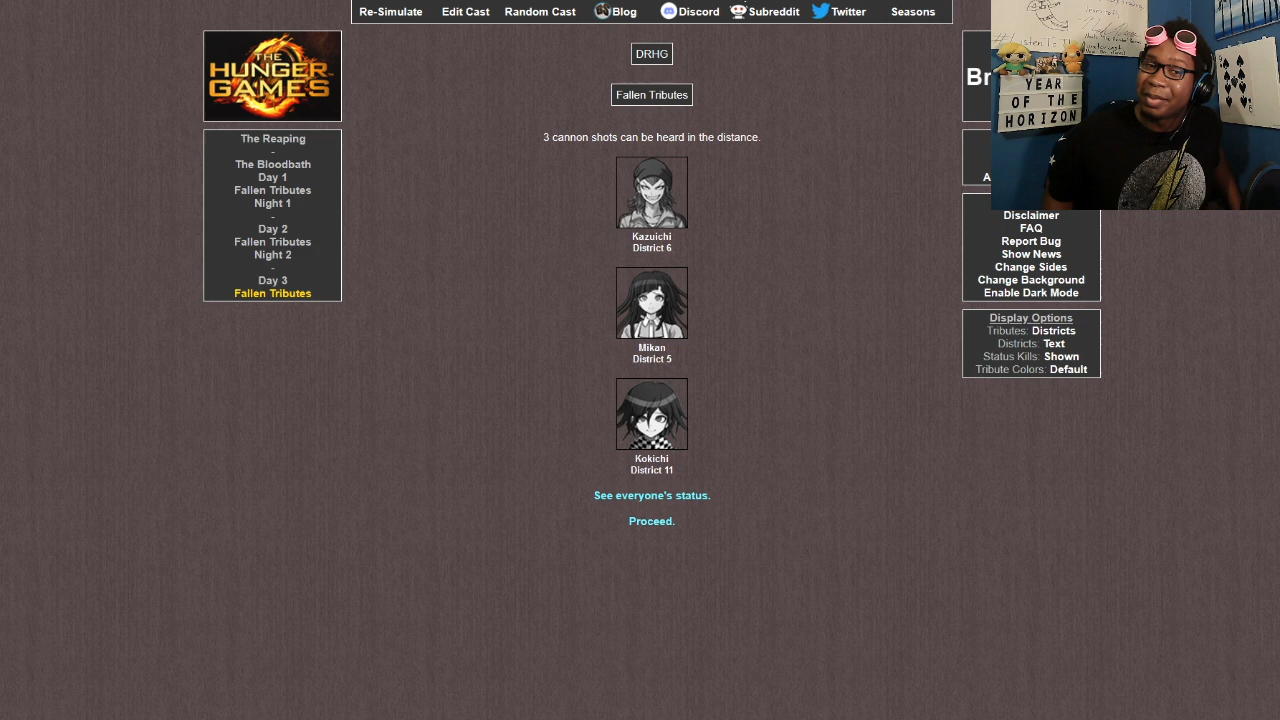 Re-Simulate Edit Cast Random Cast Blog Discord Subreddit Twitter Seasons
THE
HUNGER
GAMES
The Reaping
-
The Bloodbath
Day 1
Fallen Tributes
Night 1
-
Day 2
Fallen Tributes
Night 2
-
Day 3
Fallen Tributes
DRHG
Fallen Tributes
3 cannon shots can be heard in the distance.
Kazuichi
District 6
Mikan
District 5
Kokichi
District 11
See everyone's status.
Proceed.
Br
A
YEAR
OF THE
HORIZON
Disclaimer
FAQ
Report Bug
Show News
Change Sides
Change Background
Enable Dark Mode
Display Options
Tributes: Districts
Districts: Text
Status Kills: Shown
Tribute Colors: Default